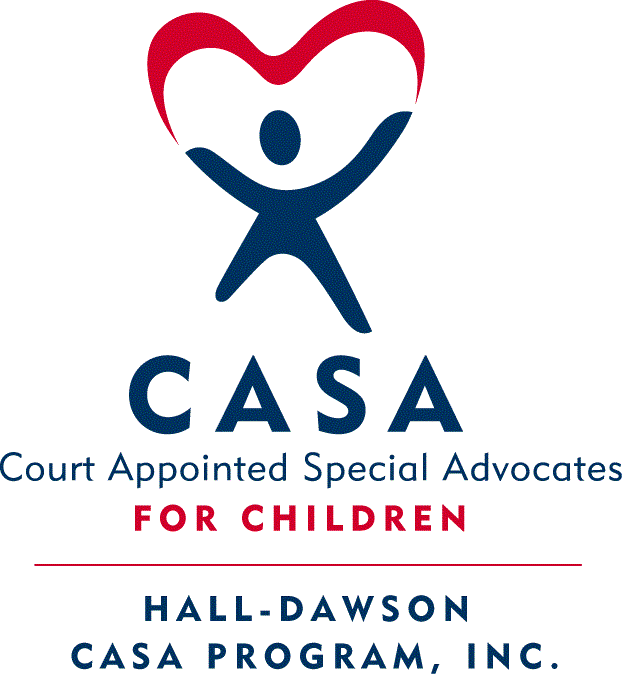 CASA
Court Appointed Special Advocates
FOR CHILDREN
HALL-DAWSON
CASA PROGRAM, INC.